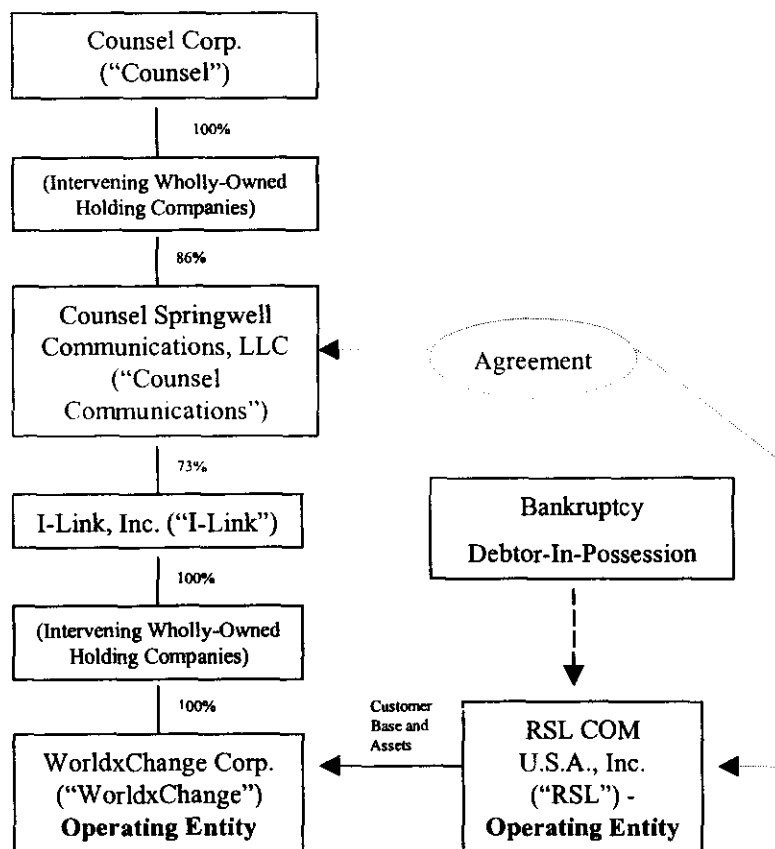 Counsel Corp.
(“Counsel”)
100%
(Intervening Wholly-Owned
Holding Companies)
86%
Counsel Springwell
Communications, LLC
(“Counsel
Communications”)
Agreement
73%
I-Link, Inc. (“I-Link”)
Bankruptcy
Debtor-In-Possession
100%
(Intervening Wholly-Owned
Holding Companies)
100%
Customer
Base and
Assets
WorldxChange Corp.
(“WorldxChange”)
Operating Entity
RSL COM
U.S.A., Inc.
(“RSL”) -
Operating Entity